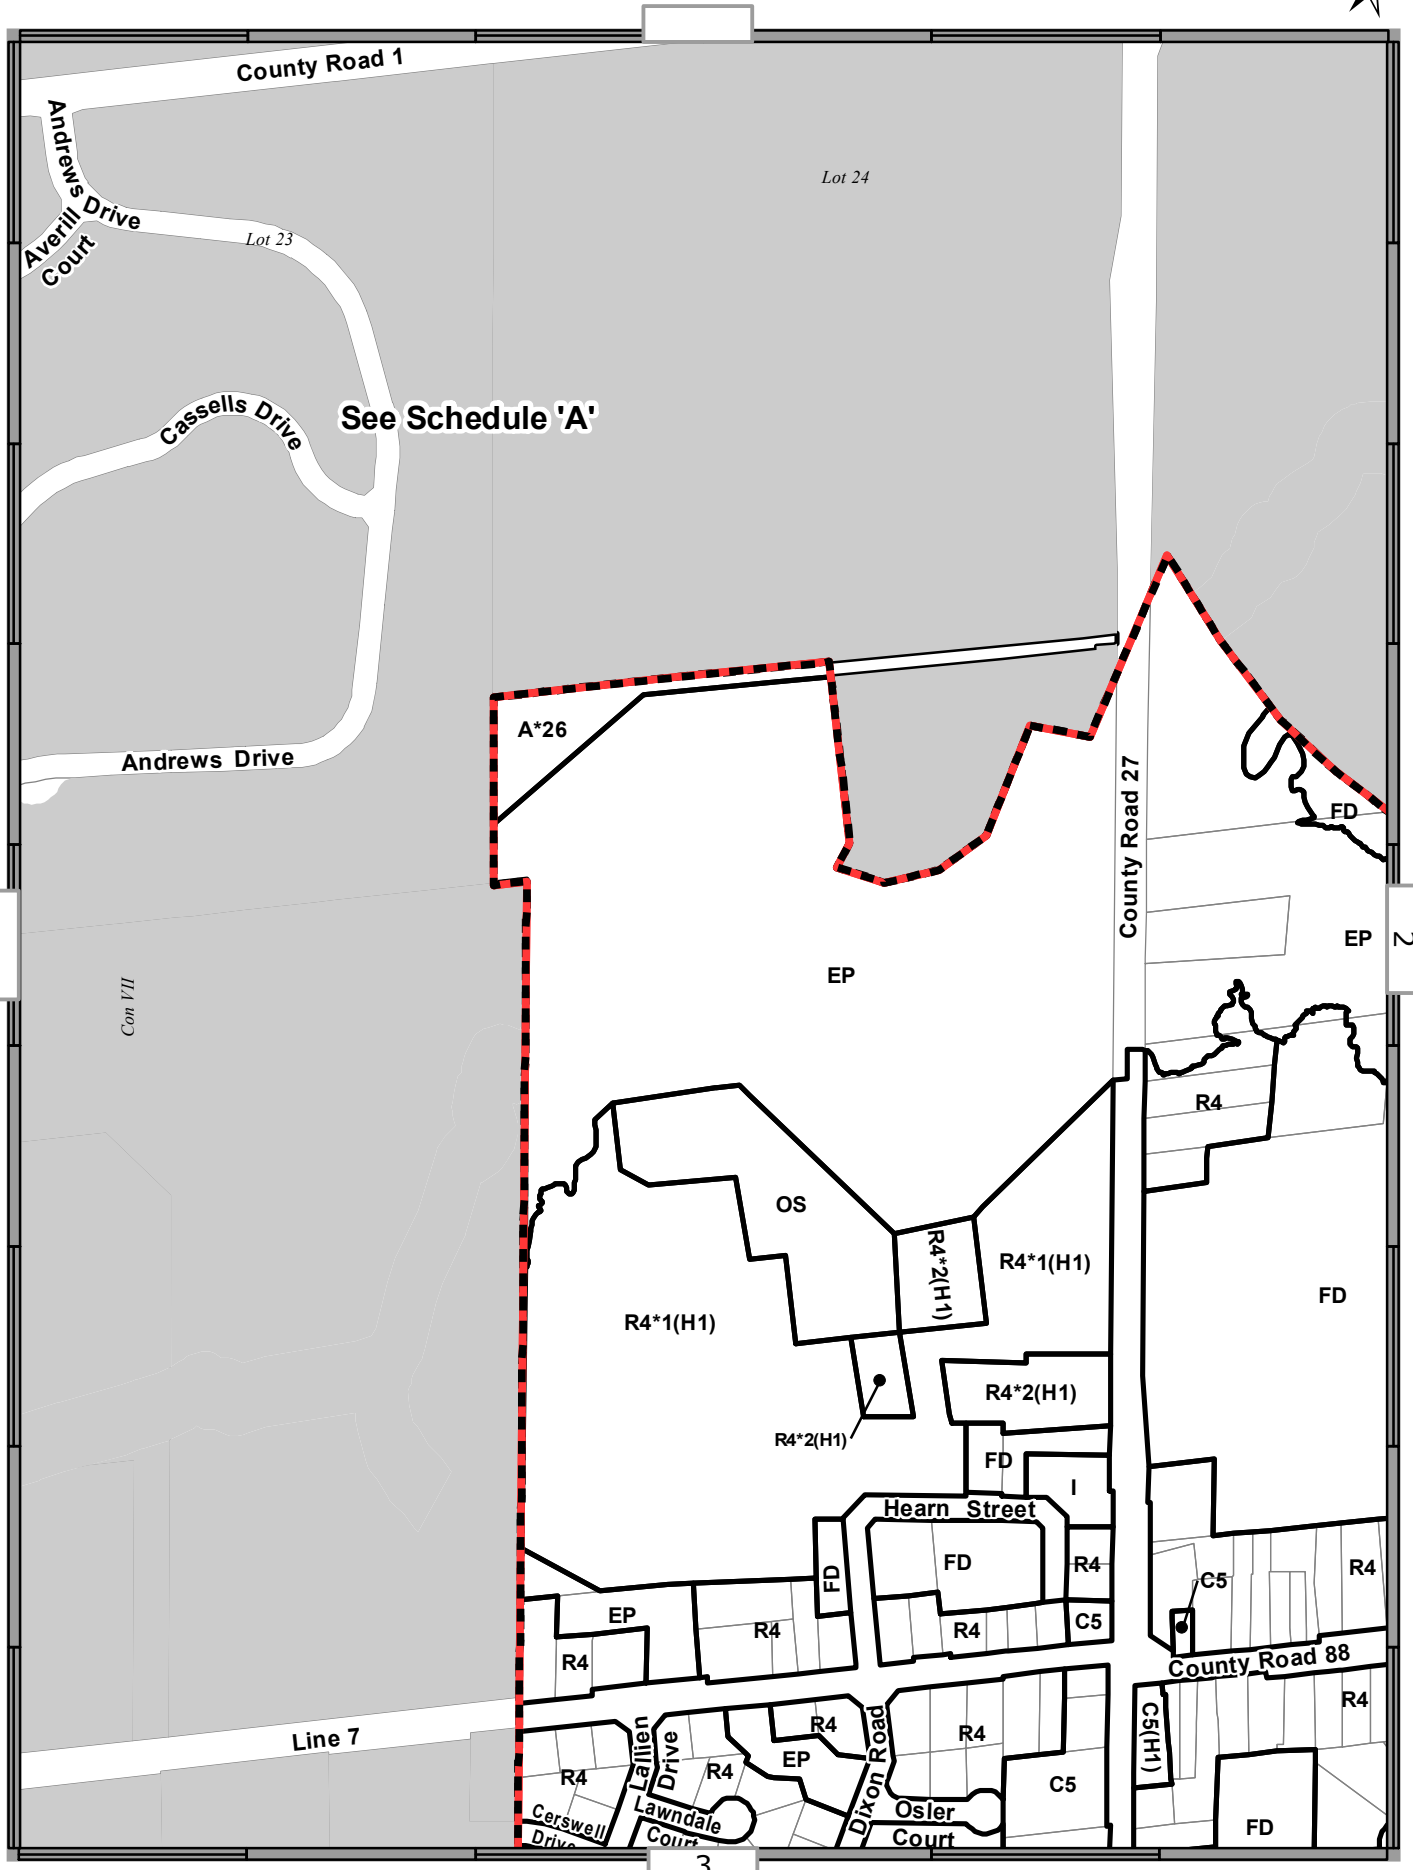 County Road 1
Andrews Drive
Averill
Court
Lot 23
Lot 24
Cassells Drive
See Schedule 'A'
A*26
Andrews Drive
County Road 27
FD
EP
2
EP
Con VII
R4
OS
R4*2(H1)
R4*1(H1)
FD
R4*1(H1)
R4*2(H1)
R4*2(H1)
FD
I
Hearn Street
FD
FD
R4
R4
C5
EP
R4
R4
C5
R4
County Road 88
R4
Line 7
Lallien
Drive
R4
Dixon Road
R4
C5(H1)
EP
R4
R4
C5
Cerswell
Drive
Lawndale
Court
Osler
Court
FD
3